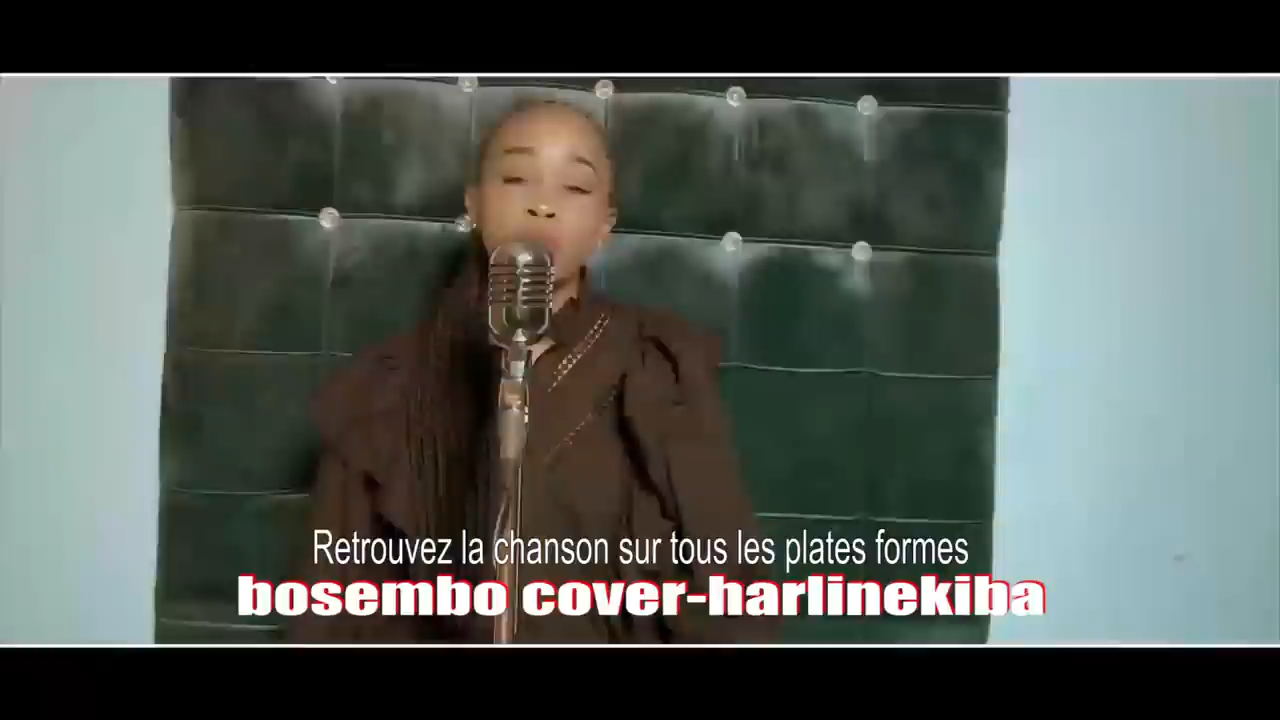 Retrouvez la chanson sur tous les plates formes
bosembo cover-harlinekiba